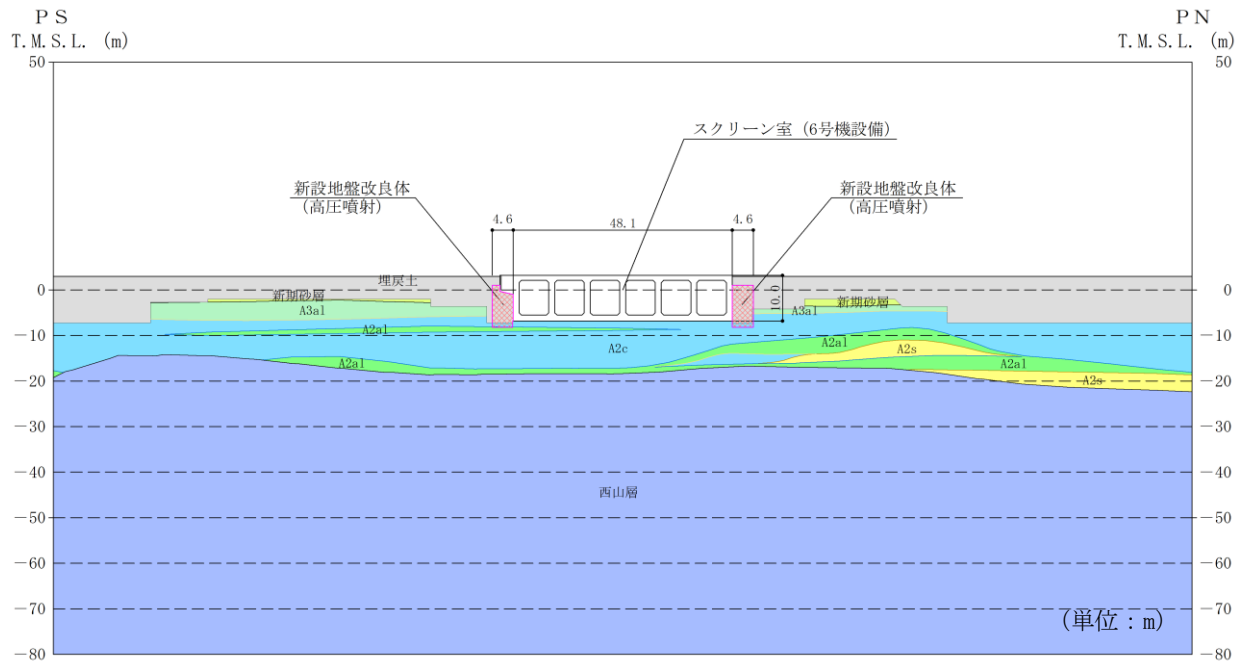 ＰＳ
T.M.S.L. (m)
ＰＮ
T.M.S.L. (m)
50
50
スクリーン室（6号機設備）
新設地盤改良体
（高圧噴射）
新設地盤改良体
（高圧噴射）
4.6
48.1
4.6
埋戻土
0
0
新期砂層
10.0
新期砂層
A3al
A3al
−10
A2al
−10
A2c
A2al
A2s
A2al
A2al
−20
A2s
−20
−30
−30
−40
−40
西山層
−50
−50
−60
−60
−70
−70
（単位：m）
−80
−80